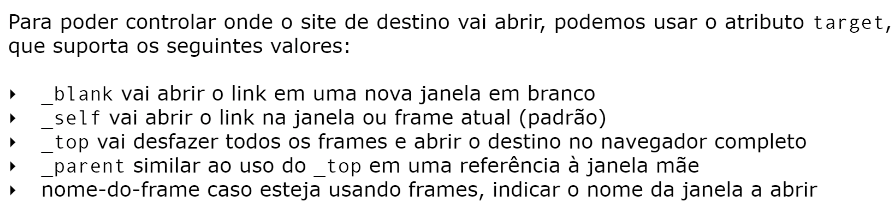 Para poder controlar onde o site de destino vai abrir, podemos usar o atributo target,
que suporta os seguintes valores:
‣ _blank vai abrir o link em uma nova janela em branco
‣ _self vai abrir o link na janela ou frame atual (padrão)
‣ _top vai desfazer todos os frames e abrir o destino no navegador completo
‣ _parent similar ao uso do _top em uma referência à janela mãe
‣ nome-do-frame caso esteja usando frames, indicar o nome da janela a abrir